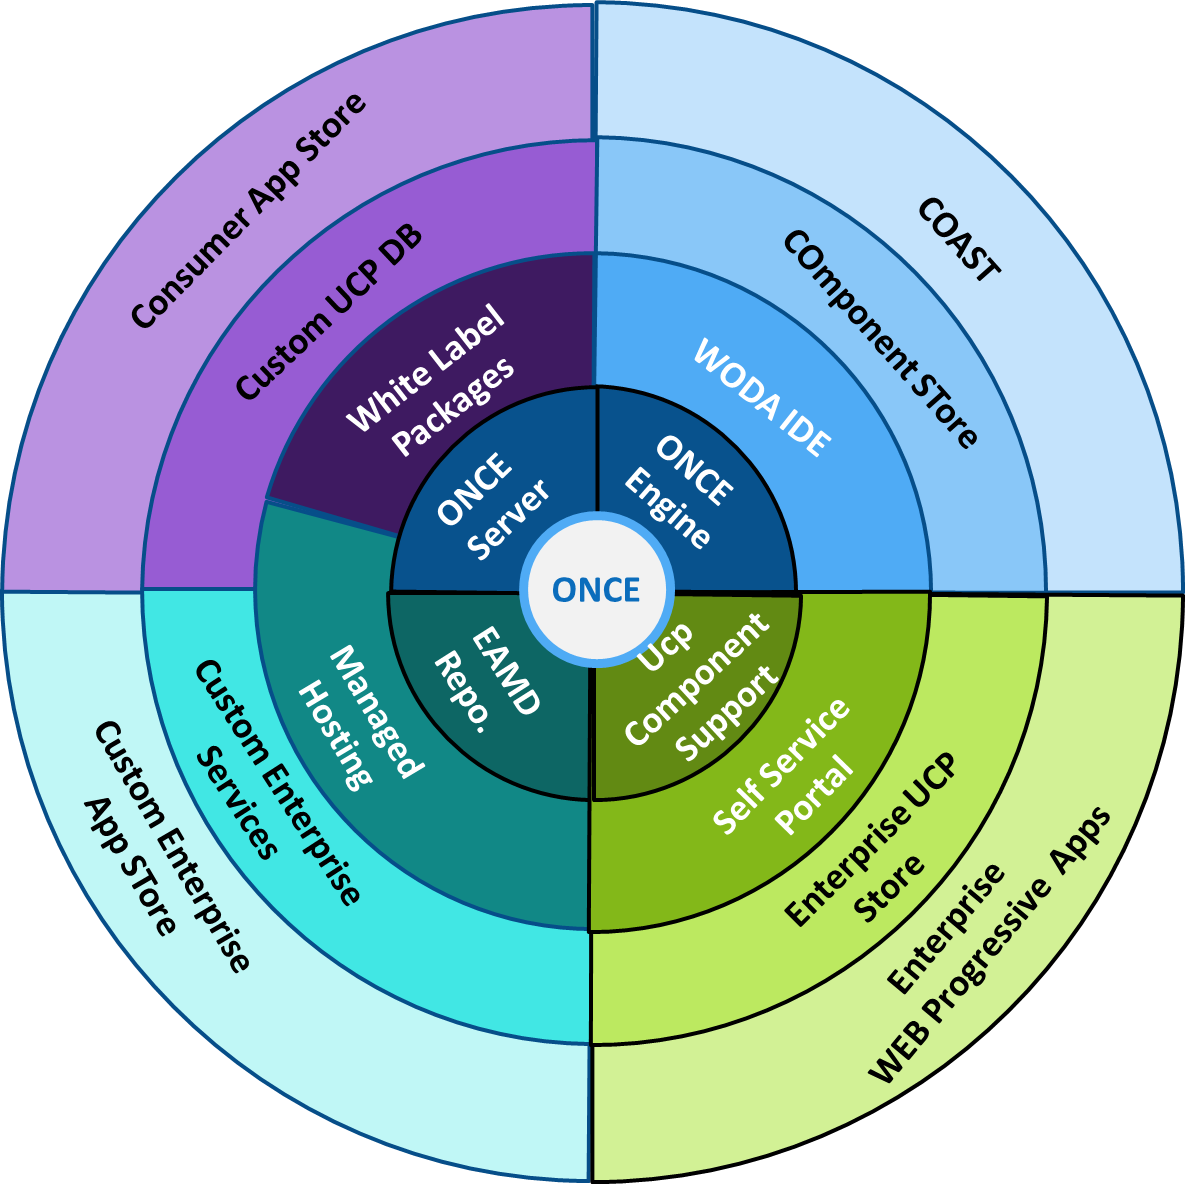 Consumer App Store
Custom UCP DB
White Label
Packages
ONCE
Server
COAST
COmponent STore
WODA IDE
ONCE
Engine
ONCE
EAMD
Repo.
Managed
Hosting
Custom Enterprise
Services
Custom Enterprise
App STore
Ucp
Component
Support
Self Service
Portal
Enterprise UCP
Store
Enterprise
WEB Progressive Apps